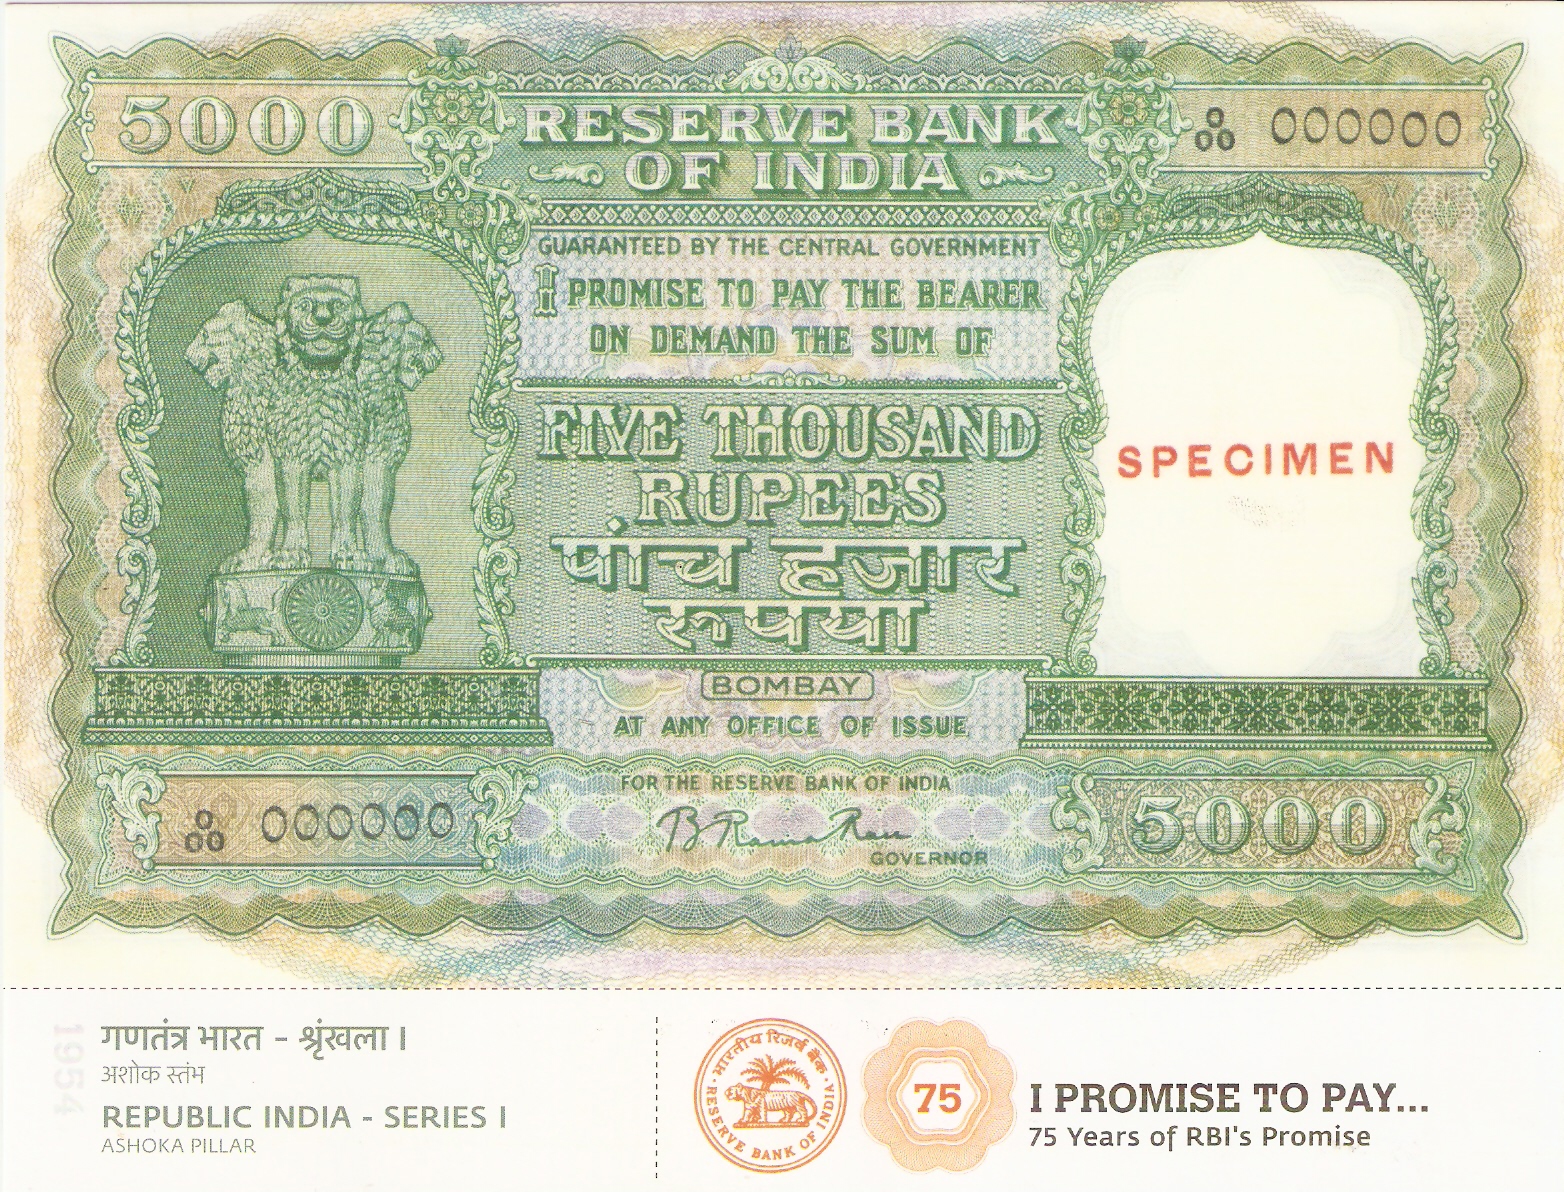 5000
RESERVE BANK
OF INDIA
000000
GUARANTEED BY THE CENTRAL GOVERNMENT
I PROMISE TO PAY THE BEARER
ON DEMAND THE SUM OF
FIVE THOUSAND
RUPEES
पांच हजार
रूपया
SPECIMEN
BOMBAY
AT ANY OFFICE OF ISSUE
FOR THE RESERVE BANK OF INDIA
000000
B Rama Rau
GOVERNOR
5000
1954
गणतंत्र भारत - श्रृंखला I
अशोक स्तंभ
REPUBLIC INDIA - SERIES I
ASHOKA PILLAR
भारतीय रिज़र्व बैंक
RESERVE BANK OF INDIA
75
I PROMISE TO PAY...
75 Years of RBI's Promise